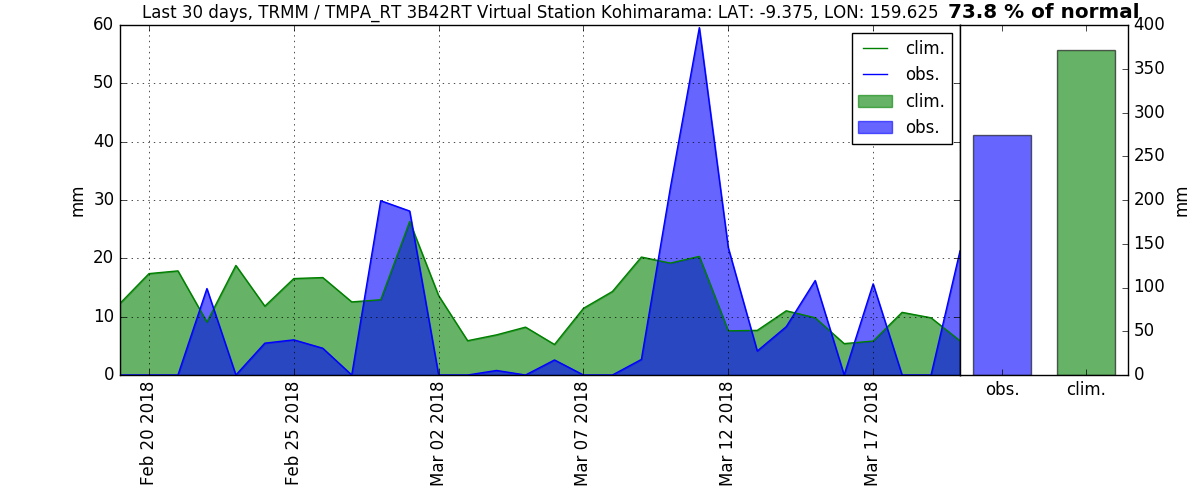 Last 30 days, TRMM / TMPA_RT 3B42RT Virtual Station Kohimarama: LAT: -9.375, LON: 159.625
73.8 % of normal
60
50
40
30
20
10
0
mm
clim.
obs.
clim.
obs.
Feb 20 2018
Feb 25 2018
Mar 02 2018
Mar 07 2018
Mar 12 2018
Mar 17 2018
400
350
300
250
200
150
100
50
0
mm
obs.
clim.